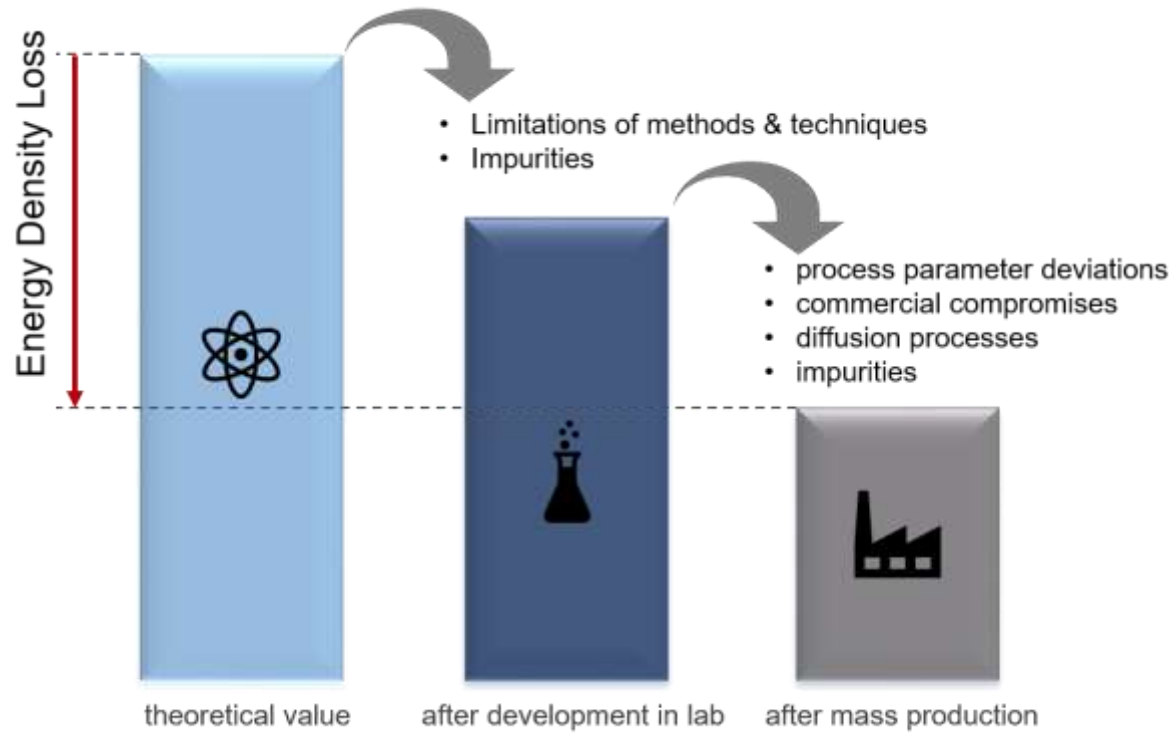 Energy Density Loss
• Limitations of methods & techniques
• Impurities
• process parameter deviations
• commercial compromises
• diffusion processes
• impurities
theoretical value
after development in lab
after mass production